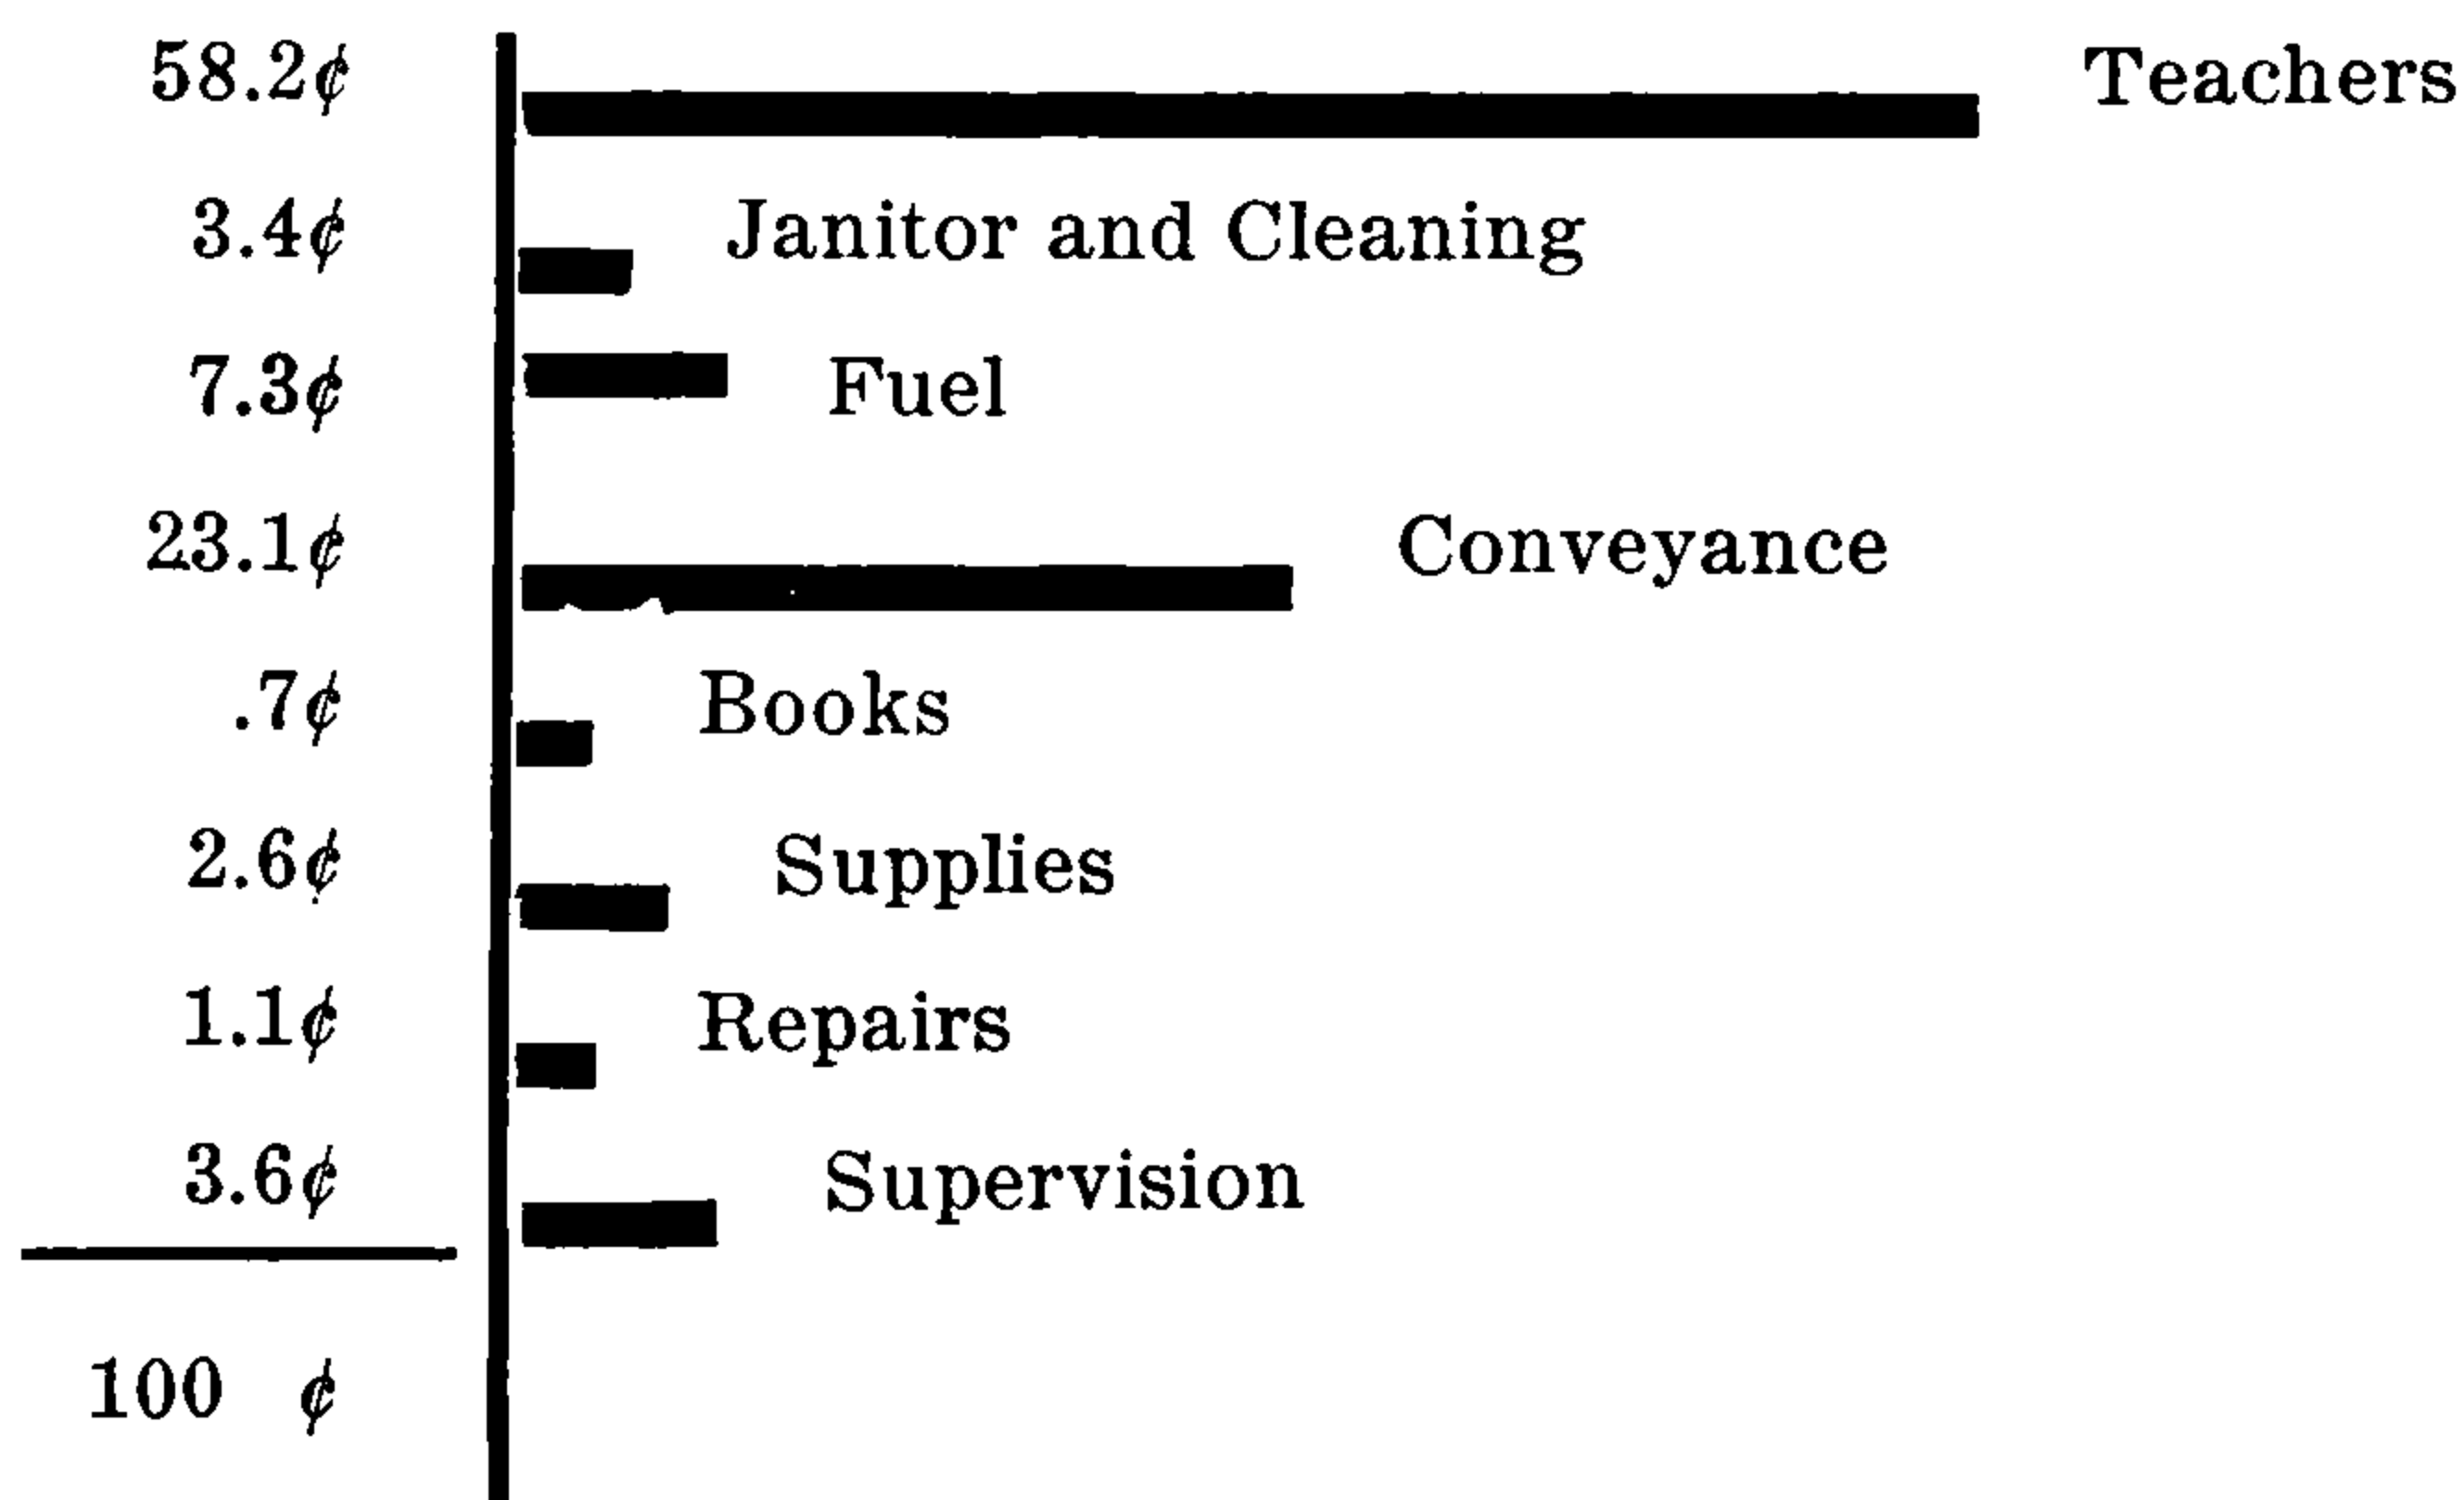 58.2¢ Teachers
3.4¢ Janitor and Cleaning
7.3¢ Fuel
23.1¢ Conveyance
.7¢ Books
2.6¢ Supplies
1.1¢ Repairs
3.6¢ Supervision
100 ¢